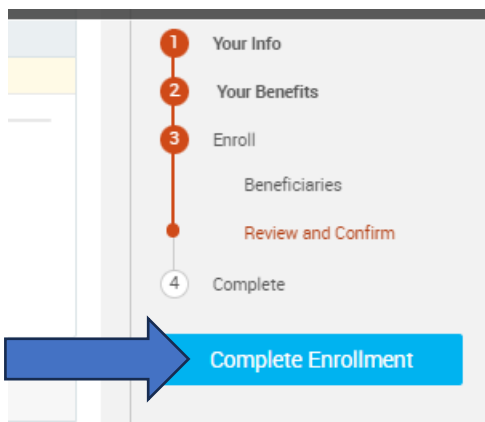 1 Your Info
2 Your Benefits
3 Enroll
Beneficiaries
Review and Confirm
4 Complete
Complete Enrollment